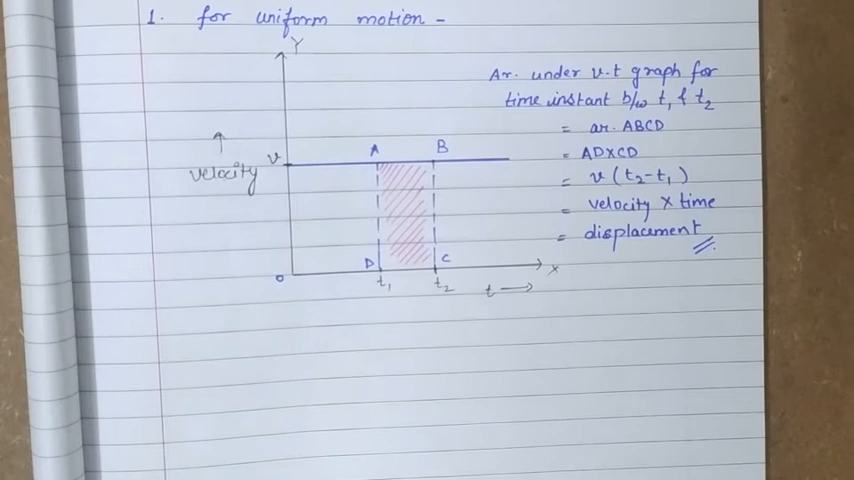 1. for uniform motion -
Y
Ar. under v.t graph for
time instant b/w t₁ & t₂
= ar. ABCD
= AD×CD
= v (t₂-t₁)
= velocity × time
= displacement
↑
velocity
v
A
B
D
C
o
t₁
t₂
t →
x